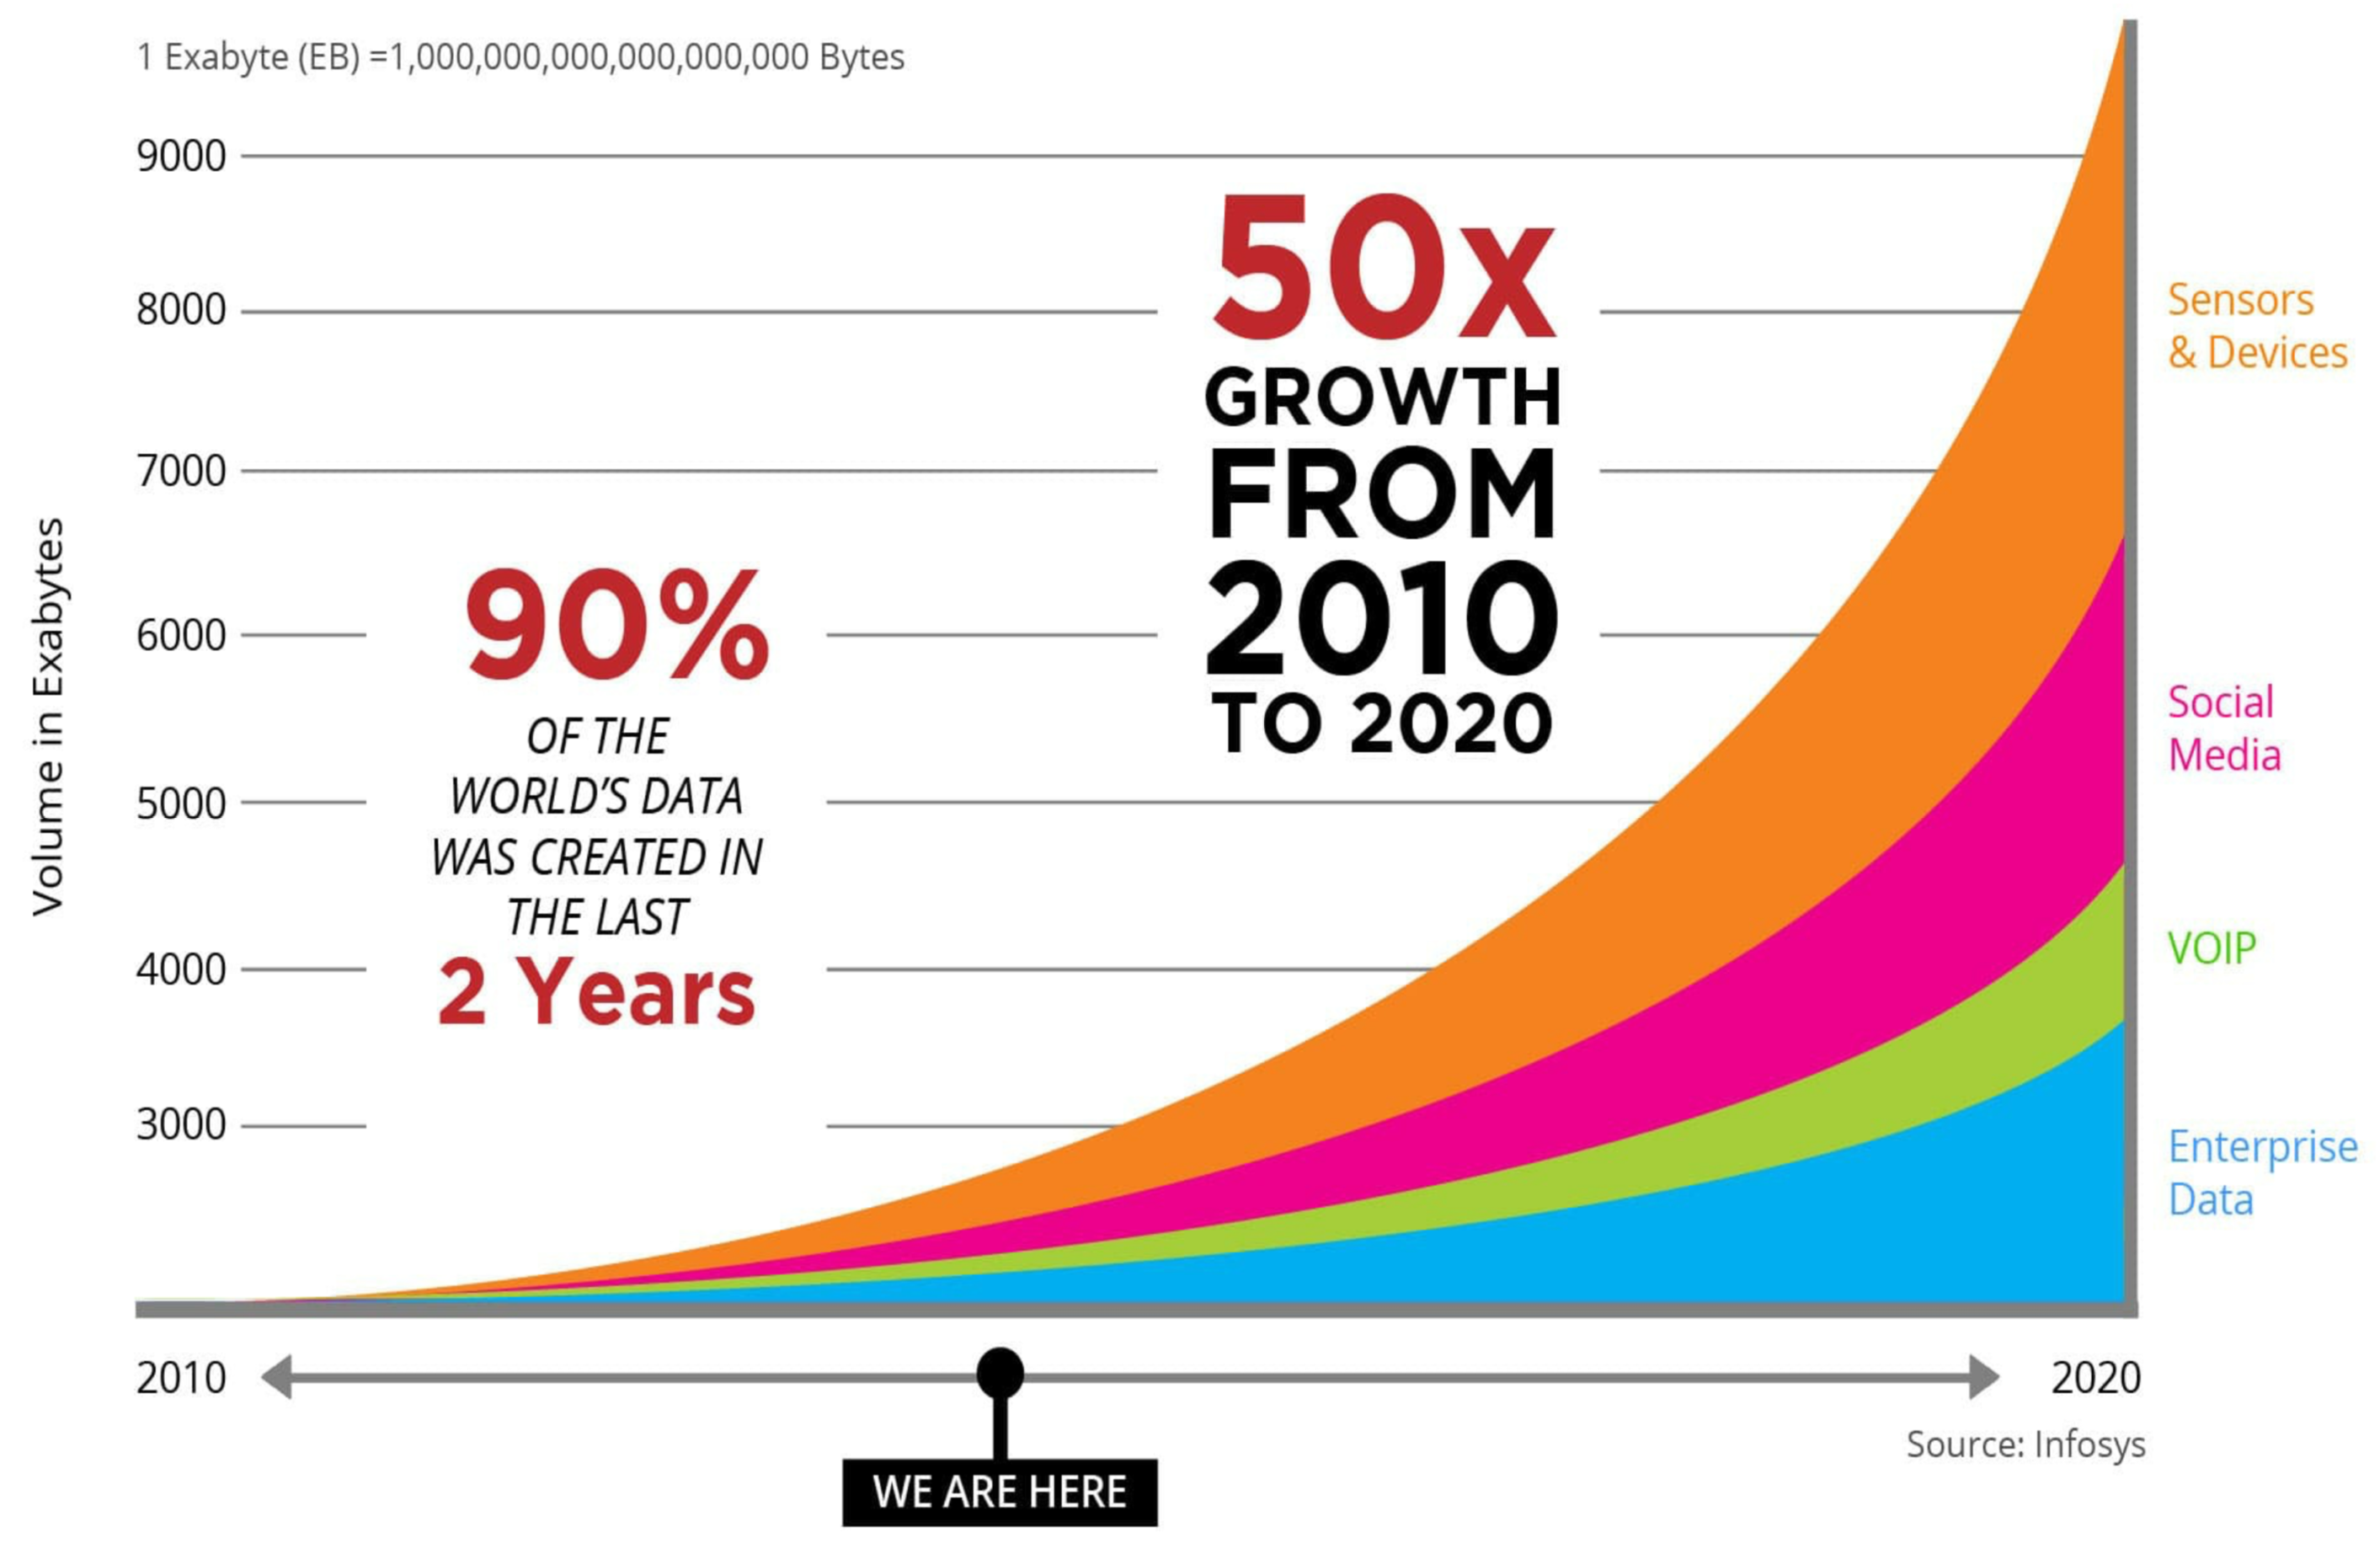 1 Exabyte (EB) =1,000,000,000,000,000,000 Bytes
9000
8000
7000
6000
5000
4000
3000
Volume in Exabytes
90%
OF THE
WORLD'S DATA
WAS CREATED IN
THE LAST
2 Years
50x
GROWTH
FROM
2010
TO 2020
Sensors
& Devices
Social
Media
VOIP
Enterprise
Data
2010
2020
WE ARE HERE
Source: Infosys